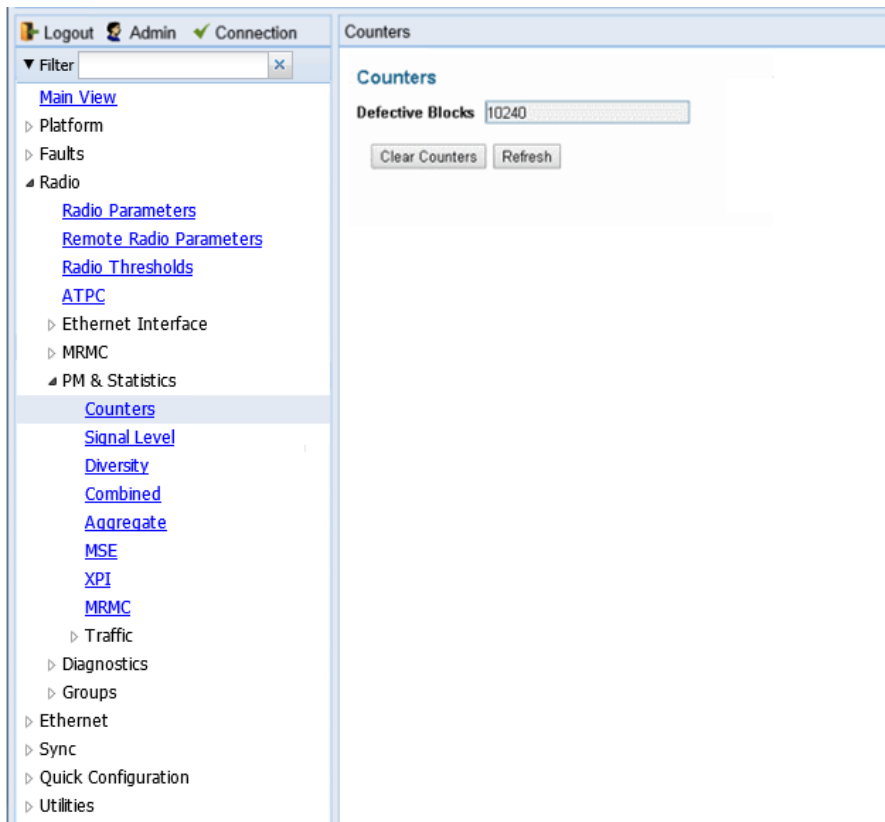 Logout Admin Connection
Filter
Main View
Platform
Faults
Radio
Radio Parameters
Remote Radio Parameters
Radio Thresholds
ATPC
Ethernet Interface
MRMC
PM & Statistics
Counters
Signal Level
Diversity
Combined
Aggregate
MSE
XPI
MRMC
Traffic
Diagnostics
Groups
Ethernet
Sync
Quick Configuration
Utilities
Counters
Counters
Defective Blocks 10240
Clear Counters Refresh